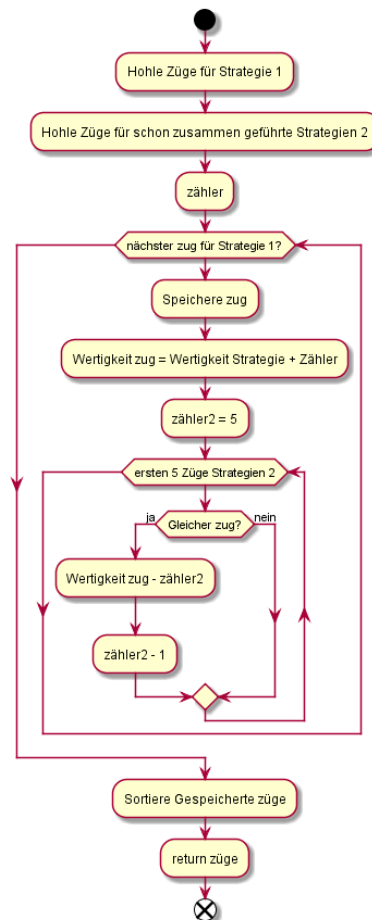 Hohle Züge für Strategie 1
Hohle Züge für schon zusammen geführte Strategien 2
zähler
nächster zug für Strategie 1?
Speichere zug
Wertigkeit zug = Wertigkeit Strategie + Zähler
zähler2 = 5
ersten 5 Züge Strategien 2
ja
Gleicher zug?
nein
Wertigkeit zug - zähler2
zähler2 - 1
Sortiere Gespeicherte züge
return züge